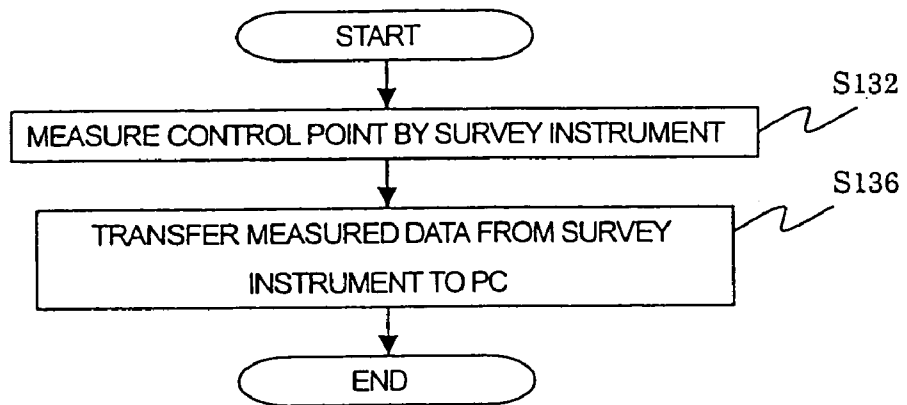 START
S132
MEASURE CONTROL POINT BY SURVEY INSTRUMENT
S136
TRANSFER MEASURED DATA FROM SURVEY
INSTRUMENT TO PC
END